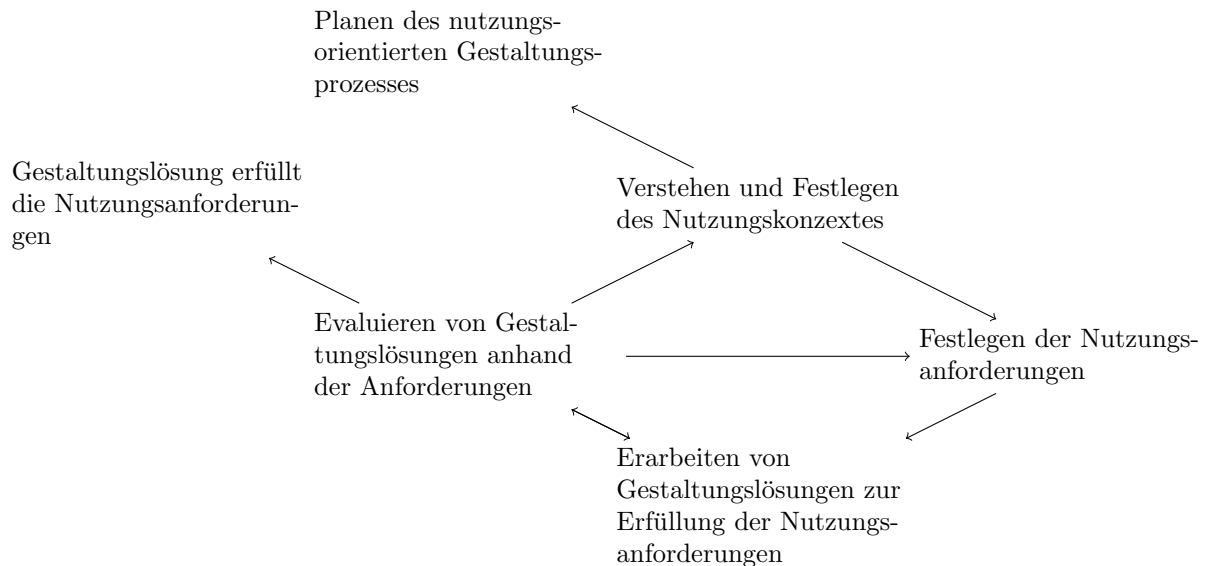 Planen des nutzungs-
orientierten Gestaltungs-
prozesses
Gestaltungslösung erfüllt
die Nutzungsanforderun-
gen
Verstehen und Festlegen
des Nutzungskonzextes
Evaluieren von Gestal-
tungslösungen anhand
der Anforderungen
Festlegen der Nutzungs-
anforderungen
Erarbeiten von
Gestaltungslösungen zur
Erfüllung der Nutzungs-
anforderungen